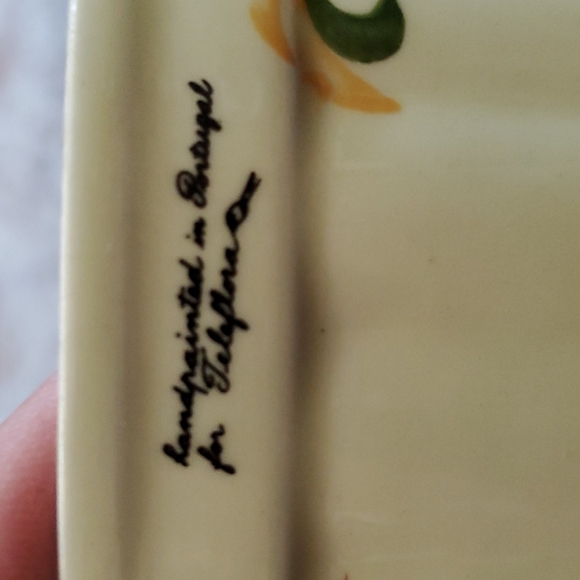 handpainted in Portugal
for Teleflora